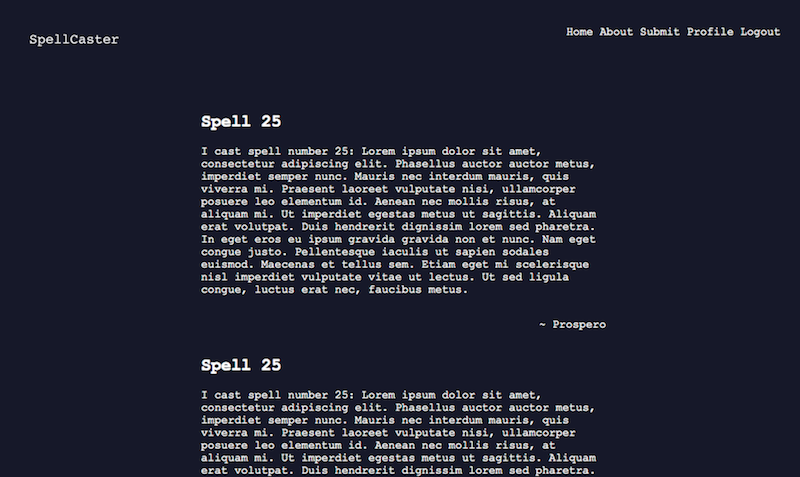 SpellCaster
Home About Submit Profile Logout
Spell 25
I cast spell number 25: Lorem ipsum dolor sit amet,
consectetur adipiscing elit. Phasellus auctor auctor metus,
imperdiet semper nunc. Mauris nec interdum mauris, quis
viverra mi. Praesent laoreet vulputate nisi, ullamcorper
posuere leo elementum id. Aenean nec mollis risus, at
aliquam mi. Ut imperdiet egestas metus ut sagittis. Aliquam
erat volutpat. Duis hendrerit dignissim lorem sed pharetra.
In eget eros eu ipsum gravida gravida non et nunc. Nam eget
congue justo. Pellentesque iaculis ut sapien sodales
euismod. Maecenas et tellus sem. Etiam eget mi scelerisque
nisl imperdiet vulputate vitae ut lectus. Ut sed ligula
congue, luctus erat nec, faucibus metus.
~ Prospero
Spell 25
I cast spell number 25: Lorem ipsum dolor sit amet,
consectetur adipiscing elit. Phasellus auctor auctor metus,
imperdiet semper nunc. Mauris nec interdum mauris, quis
viverra mi. Praesent laoreet vulputate nisi, ullamcorper
posuere leo elementum id. Aenean nec mollis risus, at
aliquam mi. Ut imperdiet egestas metus ut sagittis. Aliquam
erat volutpat. Duis hendrerit dignissim lorem sed pharetra.